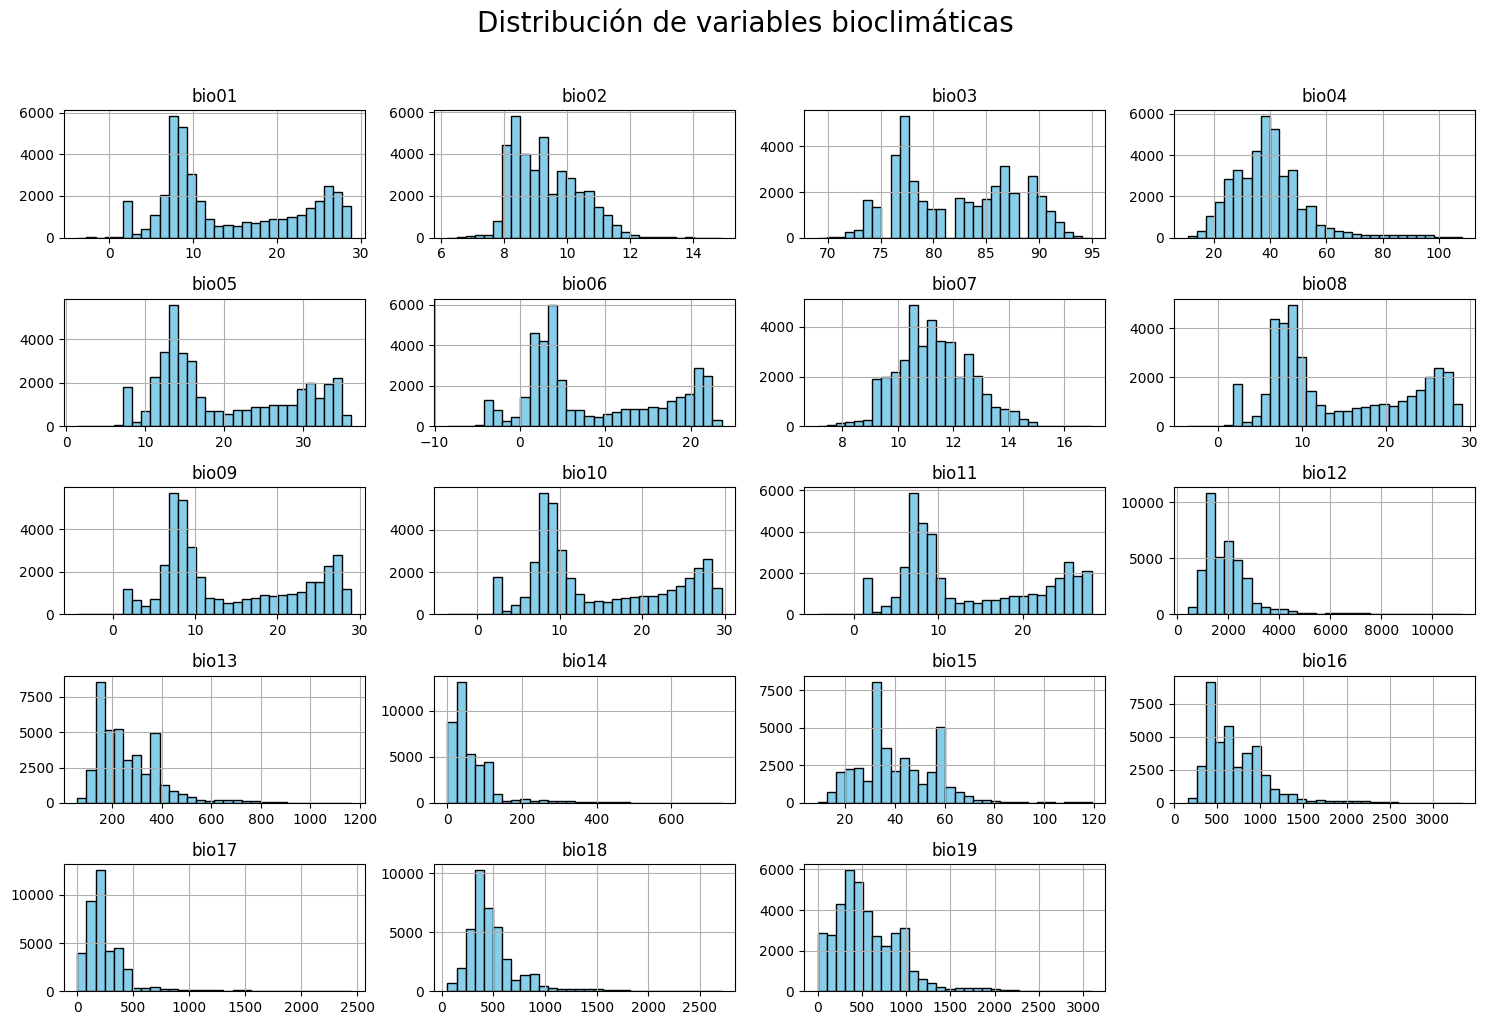 Distribución de variables bioclimáticas
bio01
6000
4000
2000
0
0 10 20 30
bio02
6000
4000
2000
0
6 8 10 12 14
bio03
4000
2000
0
70 75 80 85 90 95
bio04
6000
4000
2000
0
20 40 60 80 100
bio05
4000
2000
0
0 10 20 30
bio06
6000
4000
2000
0
−10 0 10 20
bio07
4000
2000
0
8 10 12 14 16
bio08
4000
2000
0
0 10 20 30
bio09
4000
2000
0
0 10 20 30
bio10
4000
2000
0
0 10 20 30
bio11
6000
4000
2000
0
0 10 20
bio12
10000
5000
0
0 2000 4000 6000 8000 10000
bio13
7500
5000
2500
0
200 400 600 800 1000 1200
bio14
10000
5000
0
0 200 400 600
bio15
7500
5000
2500
0
20 40 60 80 100 120
bio16
7500
5000
2500
0
0 500 1000 1500 2000 2500 3000
bio17
10000
5000
0
0 500 1000 1500 2000 2500
bio18
10000
5000
0
0 500 1000 1500 2000 2500
bio19
6000
4000
2000
0
0 500 1000 1500 2000 2500 3000